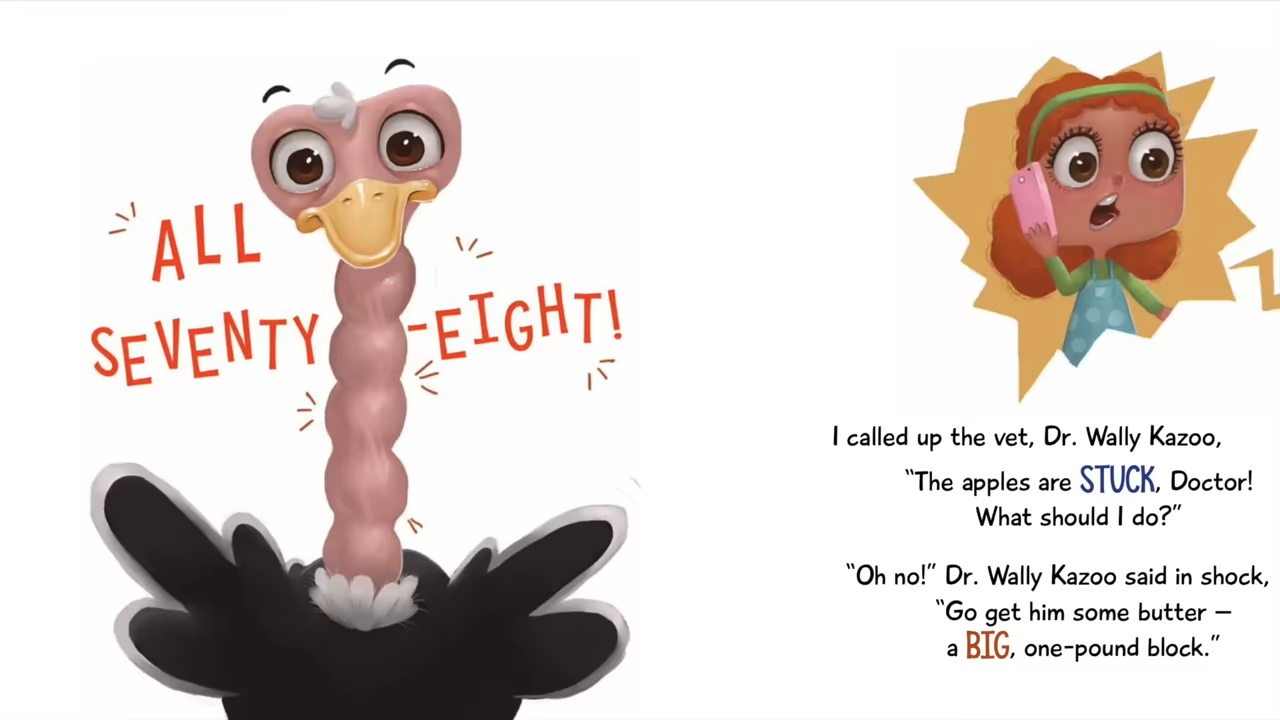 ALL
SEVENTY-EIGHT!
I called up the vet, Dr. Wally Kazoo,
“The apples are STUCK, Doctor!
What should I do?”
“Oh no!” Dr. Wally Kazoo said in shock,
“Go get him some butter –
a BIG, one-pound block.”